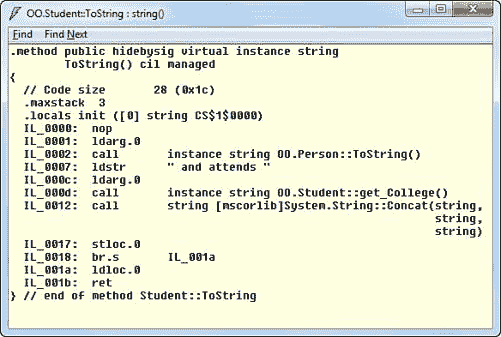 OO.Student::ToString : string()
Find Find Next
.method public hidebysig virtual instance string
        ToString() cil managed
{
  // Code size       28 (0x1c)
  .maxstack  3
  .locals init ([0] string CS$1$0000)
  IL_0000:  nop
  IL_0001:  ldarg.0
  IL_0002:  call       instance string OO.Person::ToString()
  IL_0007:  ldstr      " and attends "
  IL_000c:  ldarg.0
  IL_000d:  call       instance string OO.Student::get_College()
  IL_0012:  call       string [mscorlib]System.String::Concat(string,
                                                              string,
                                                              string)
  IL_0017:  stloc.0
  IL_0018:  br.s       IL_001a
  IL_001a:  ldloc.0
  IL_001b:  ret
} // end of method Student::ToString